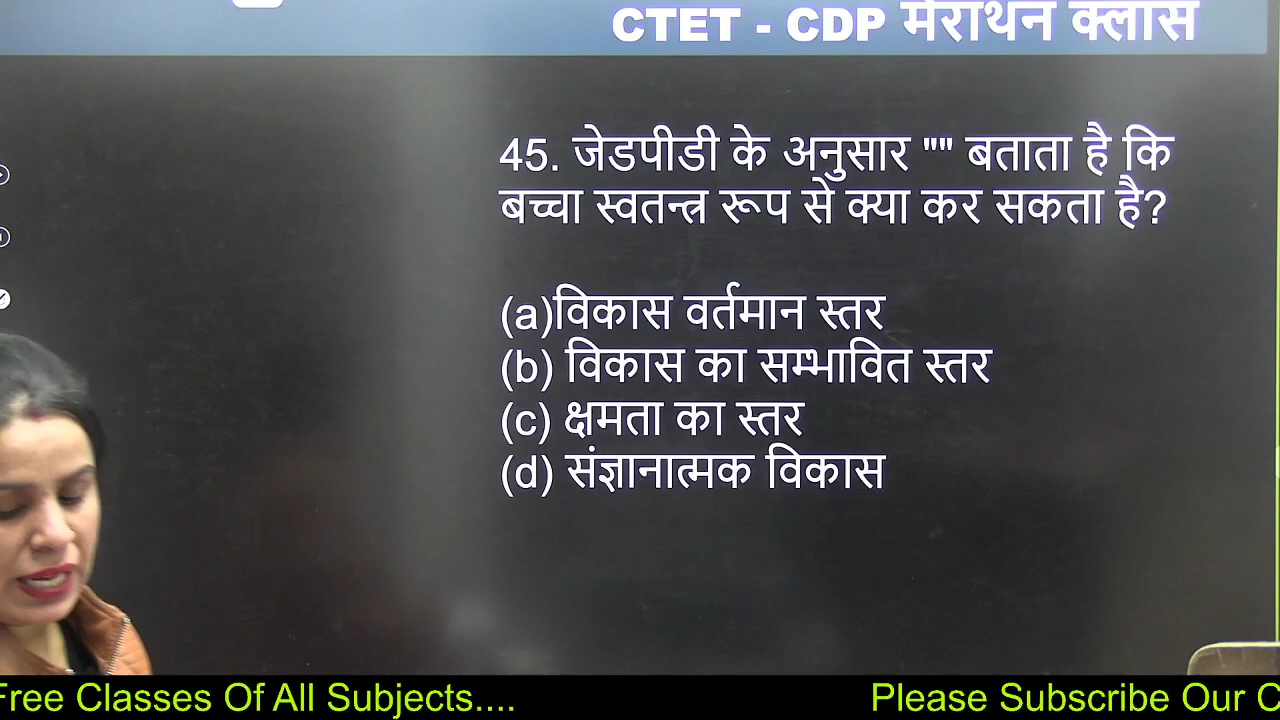 CTET - CDP मैराथन क्लास
45. जेडपीडी के अनुसार "" बताता है कि
बच्चा स्वतन्त्र रूप से क्या कर सकता है?
(a)विकास वर्तमान स्तर
(b) विकास का सम्भावित स्तर
(c) क्षमता का स्तर
(d) संज्ञानात्मक विकास
Free Classes Of All Subjects....
Please Subscribe Our C